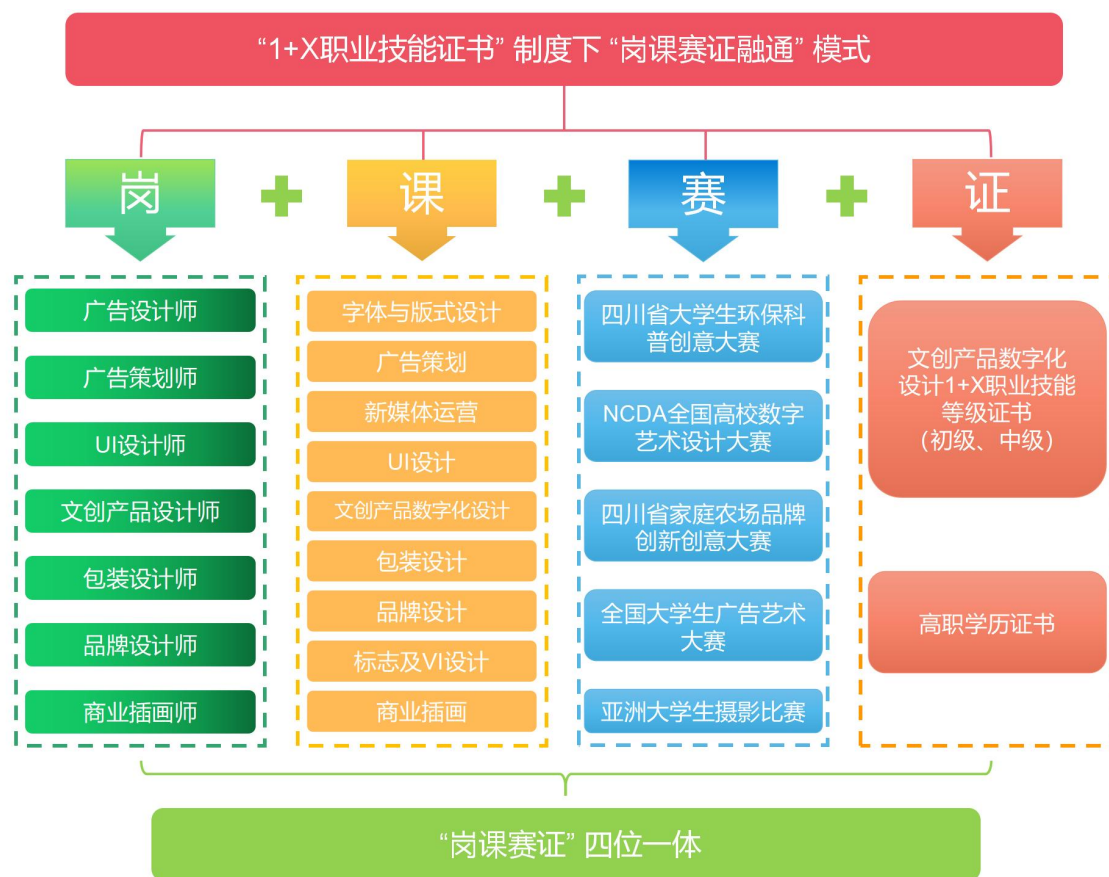 “1+X职业技能证书” 制度下 “岗课赛证融通” 模式
岗
课
赛
证
广告设计师
广告策划师
UI设计师
文创产品设计师
包装设计师
品牌设计师
商业插画师
字体与版式设计
广告策划
新媒体运营
UI设计
文创产品数字化设计
包装设计
品牌设计
标志及VI设计
商业插画
四川省大学生环保科
普创意大赛
NCDA全国高校数字
艺术设计大赛
四川省家庭农场品牌
创新创意大赛
全国大学生广告艺术
大赛
亚洲大学生摄影比赛
文创产品数字化
设计1+X职业技能
等级证书
（初级、中级）
高职学历证书
“岗课赛证” 四位一体